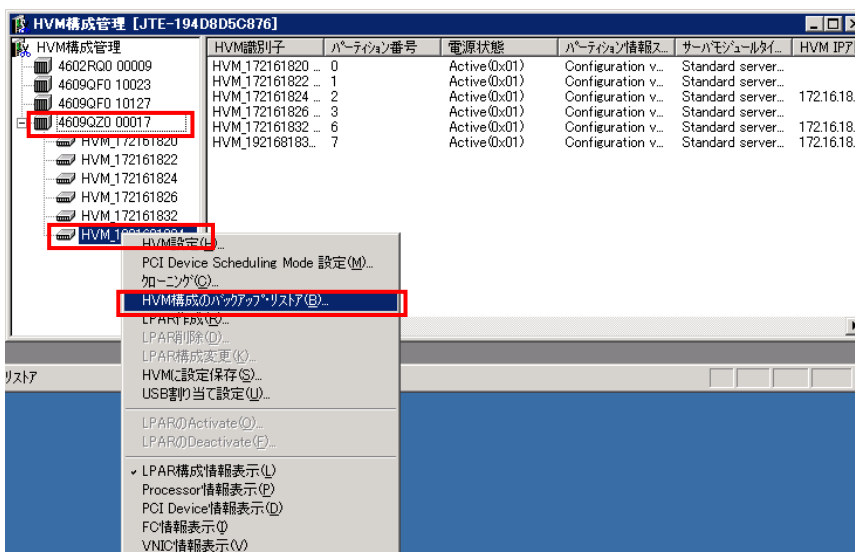 HVM構成管理 [JTE-194D8D5C876]
HVM構成管理
4602RQ0 00009
4609QF0 10023
4609QF0 10127
4609QZ0 00017
HVM_172161820
HVM_172161822
HVM_172161824
HVM_172161826
HVM_172161832
HVM識別子 パーティション番号 電源状態 パーティション情報ス... サーバモジュールタイ... HVM IPア
HVM_172161820 ... 0 Active(0x01) Configuration v... Standard server...
HVM_172161822 ... 1 Active(0x01) Configuration v... Standard server...
HVM_172161824 ... 2 Active(0x01) Configuration v... Standard server... 172.16.18.
HVM_172161826 ... 3 Active(0x01) Configuration v... Standard server...
HVM_172161832 ... 6 Active(0x01) Configuration v... Standard server... 172.16.18.
HVM_192168183... 7 Active(0x01) Configuration v... Standard server... 172.16.18.
HVM設定(H)...
PCI Device Scheduling Mode 設定(M)...
クローニング(C)...
HVM構成のバックアップ・リストア(B)...
LPAR作成(R)...
LPAR削除(D)...
LPAR構成変更(K)...
HVMに設定保存(S)...
USB割り当て設定(U)...
LPARのActivate(O)...
LPARのDeactivate(F)...
LPAR構成情報表示(L)
Processor情報表示(P)
PCI Device情報表示(D)
FC情報表示(I)
VNIC情報表示(V)
リストア